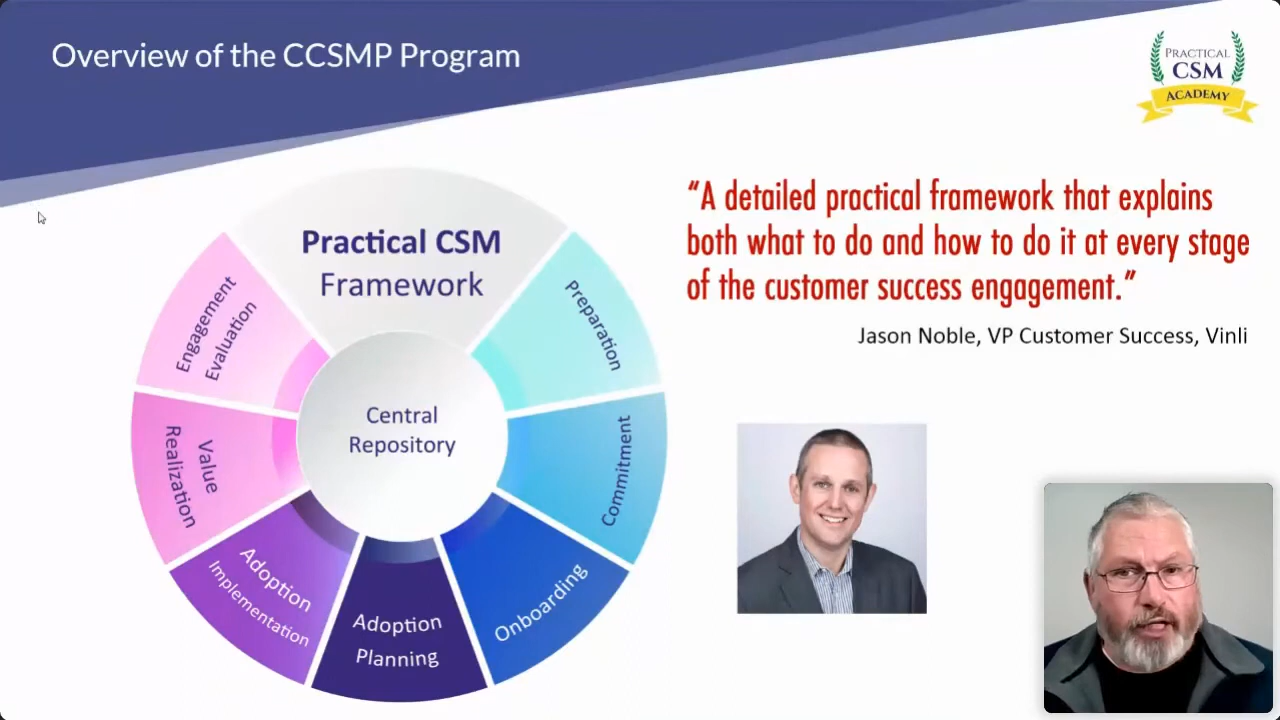 Overview of the CCSMP Program
PRACTICAL
CSM
ACADEMY
Practical CSM
Framework
Preparation
Commitment
Onboarding
Adoption
Planning
Adoption
Implementation
Value
Realization
Engagement
Evaluation
Central
Repository
“A detailed practical framework that explains
both what to do and how to do it at every stage
of the customer success engagement.”
Jason Noble, VP Customer Success, Vinli